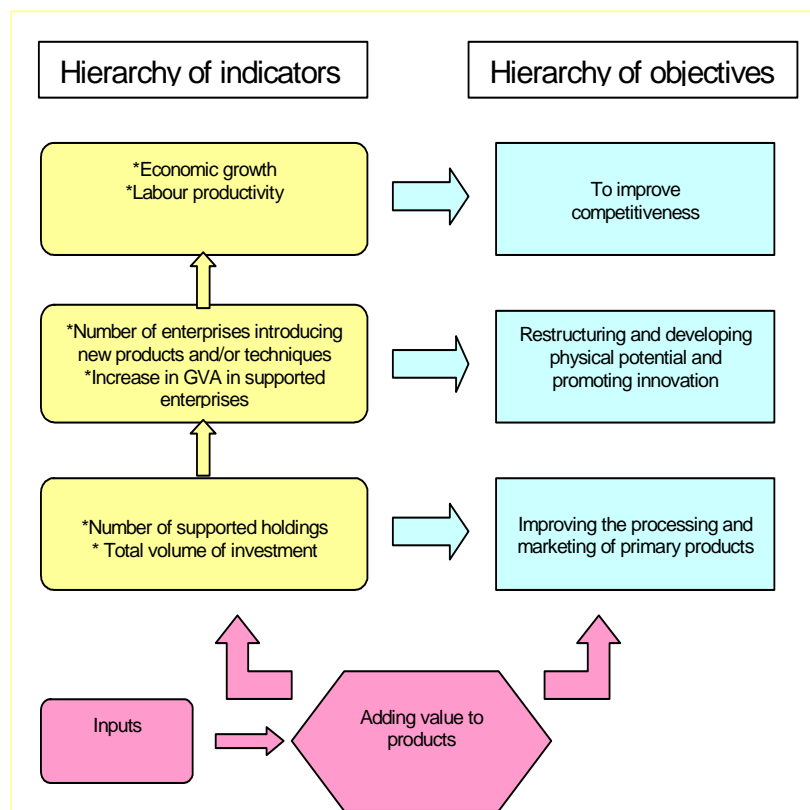 Hierarchy of indicators
Hierarchy of objectives
*Economic growth
*Labour productivity
To improve
competitiveness
*Number of enterprises introducing
new products and/or techniques
*Increase in GVA in supported
enterprises
Restructuring and developing
physical potential and
promoting innovation
*Number of supported holdings
* Total volume of investment
Improving the processing and
marketing of primary products
Inputs
Adding value to
products